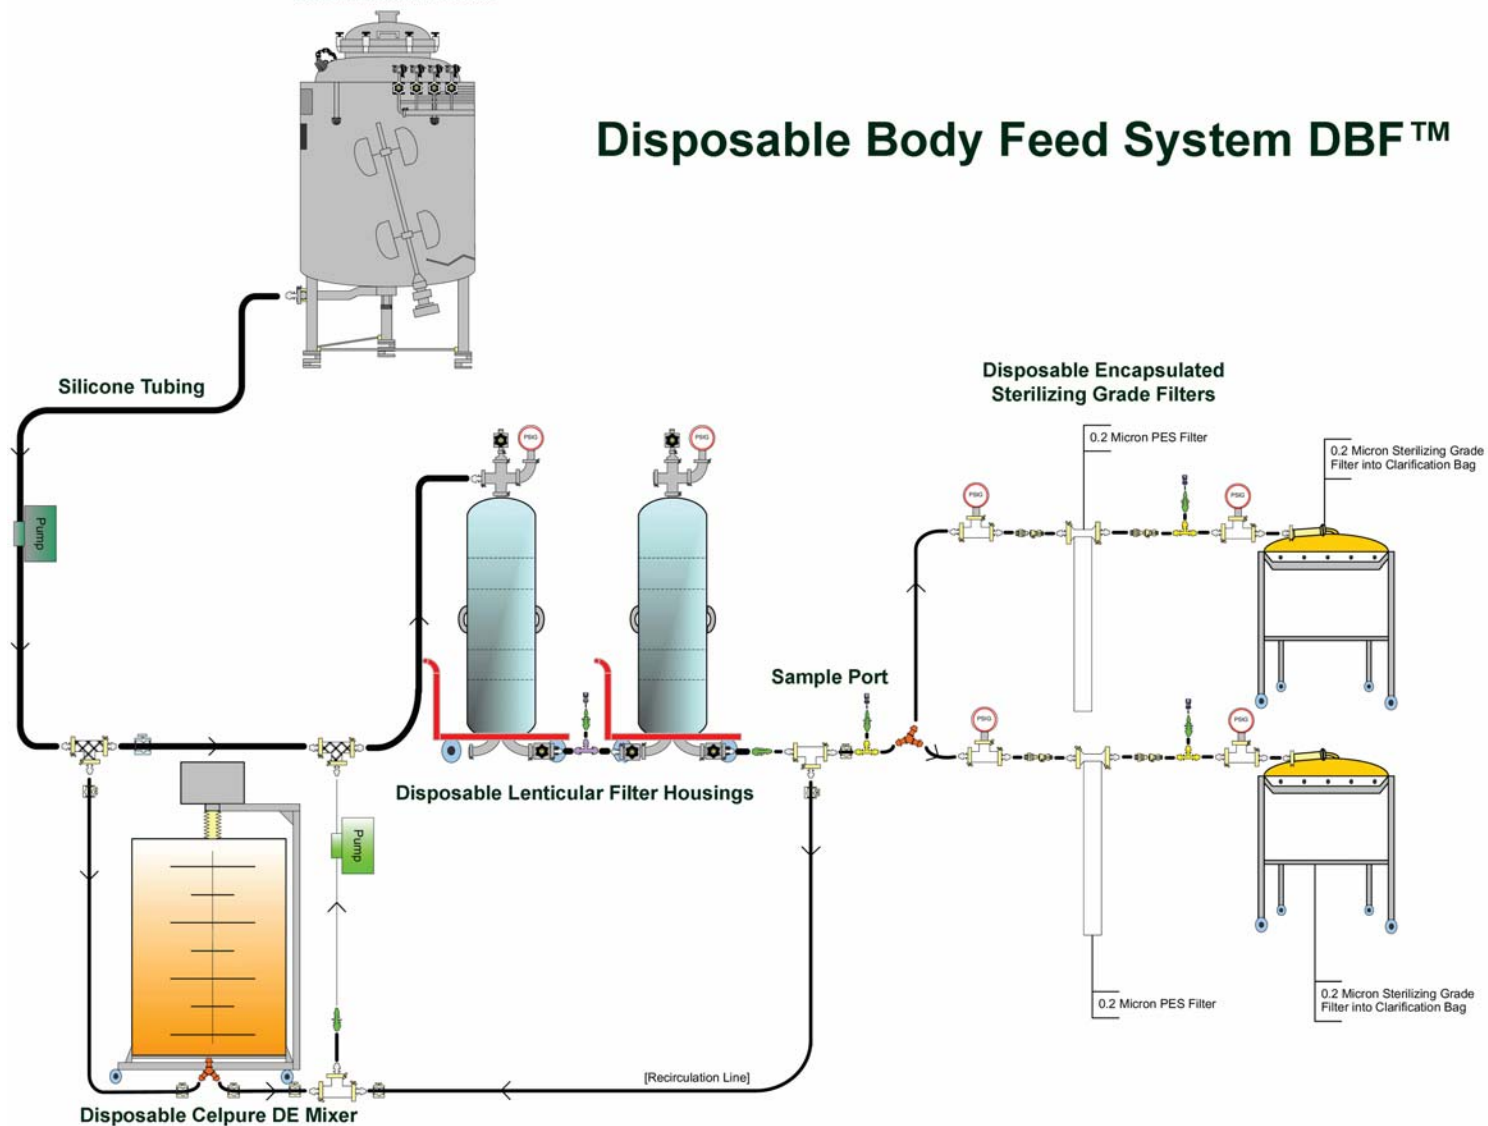 Disposable Body Feed System DBF™
Silicone Tubing
Disposable Encapsulated
Sterilizing Grade Filters
PSIG
PSIG
0.2 Micron PES Filter
0.2 Micron Sterilizing Grade
Filter into Clarification Bag
PSIG
PSIG
Pump
Sample Port
PSIG
PSIG
Disposable Lenticular Filter Housings
Pump
0.2 Micron PES Filter
0.2 Micron Sterilizing Grade
Filter into Clarification Bag
[Recirculation Line]
Disposable Celpure DE Mixer